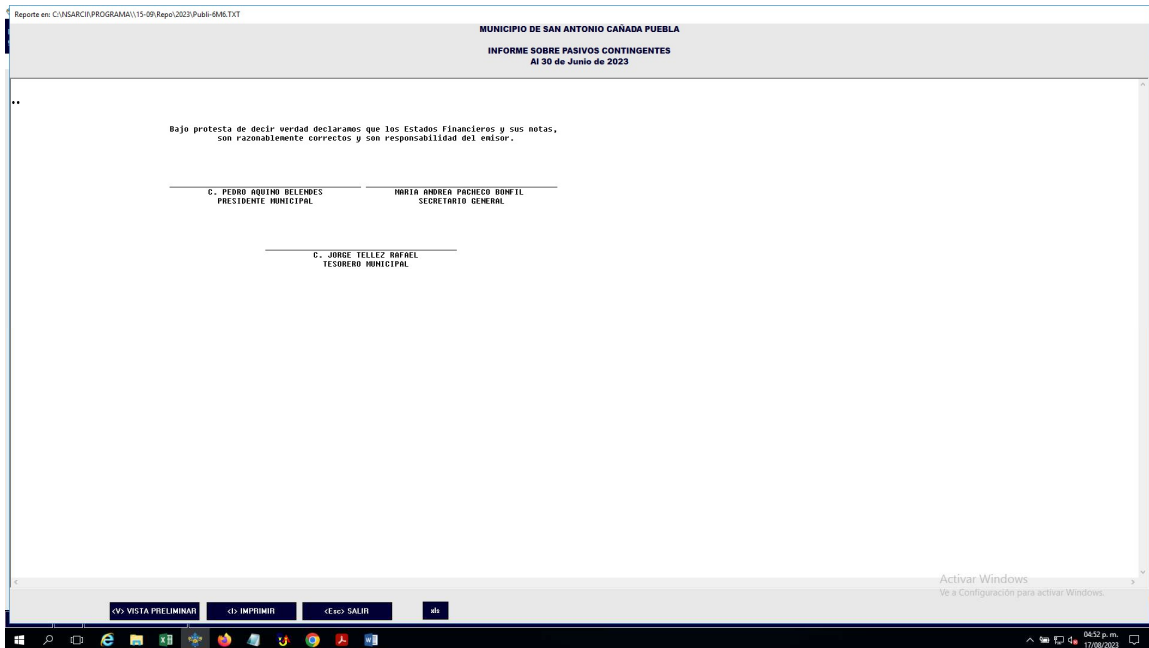 Reporte en: C:\NSARCII\PROGRAMA\\15-09\Repo\2023\Publi-6M6.TXT
MUNICIPIO DE SAN ANTONIO CAÑADA PUEBLA
INFORME SOBRE PASIVOS CONTINGENTES
Al 30 de Junio de 2023
..
Bajo protesta de decir verdad declaramos que los Estados Financieros y sus notas,
son razonablemente correctos y son responsabilidad del emisor.
C. PEDRO AQUINO BELENDES MARIA ANDREA PACHECO BONFIL
PRESIDENTE MUNICIPAL SECRETARIO GENERAL
C. JORGE TELLEZ RAFAEL
TESORERO MUNICIPAL
Activar Windows
Ve a Configuración para activar Windows.
<V> VISTA PRELIMINAR <I> IMPRIMIR <Esc> SALIR xls
04:52 p. m.
17/08/2023